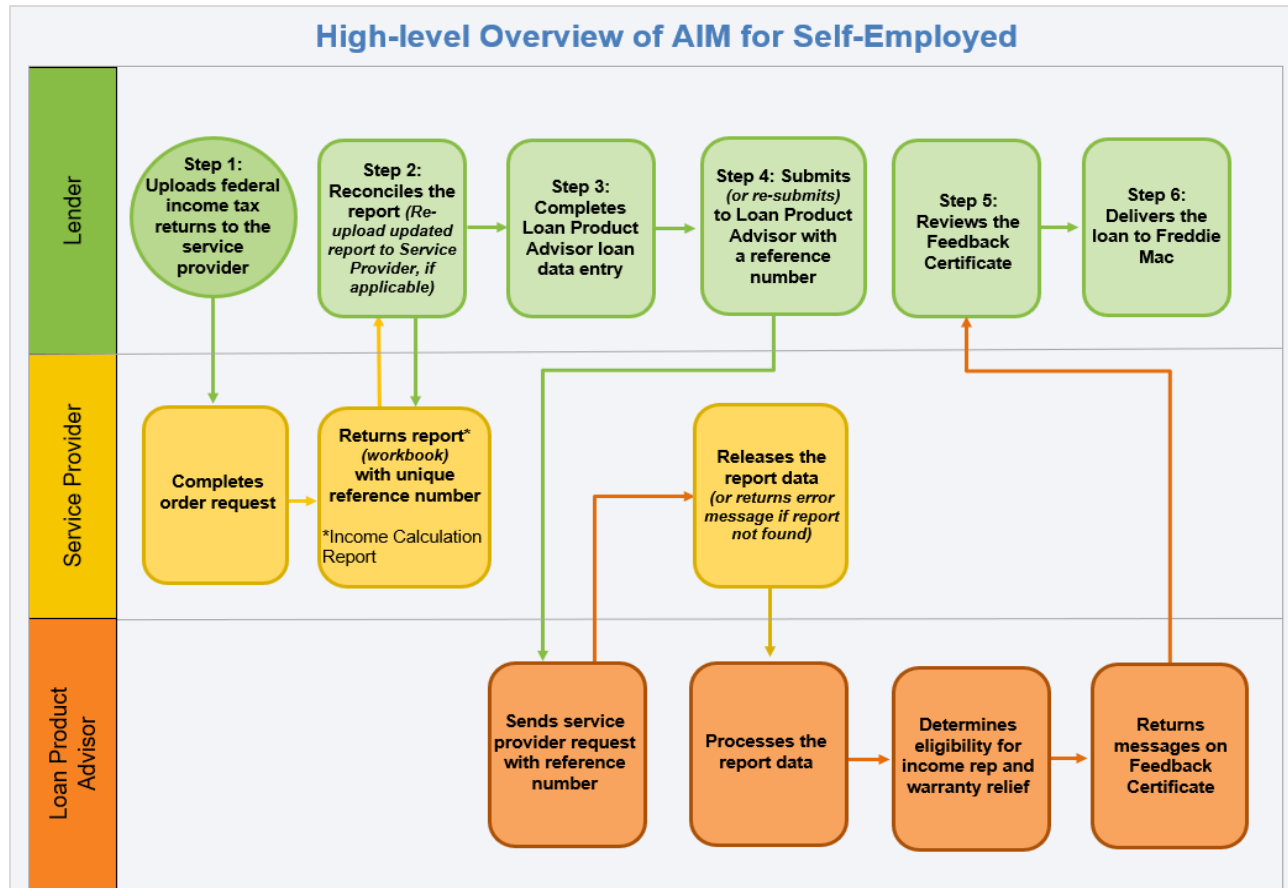 High-level Overview of AIM for Self-Employed
Lender
Step 1:
Uploads federal
income tax
returns to the
service
provider
Step 2:
Reconciles the
report (Re-
upload updated
report to Service
Provider, if
applicable)
Step 3:
Completes
Loan Product
Advisor loan
data entry
Step 4: Submits
(or re-submits)
to Loan Product
Advisor with
a reference
number
Step 5:
Reviews the
Feedback
Certificate
Step 6:
Delivers the
loan to Freddie
Mac
Service Provider
Completes
order request
Returns report*
(workbook)
with unique
reference number
*Income Calculation
Report
Releases the
report data
(or returns error
message if report
not found)
Loan Product
Advisor
Sends service
provider request
with reference
number
Processes the
report data
Determines
eligibility for
income rep and
warranty relief
Returns
messages on
Feedback
Certificate